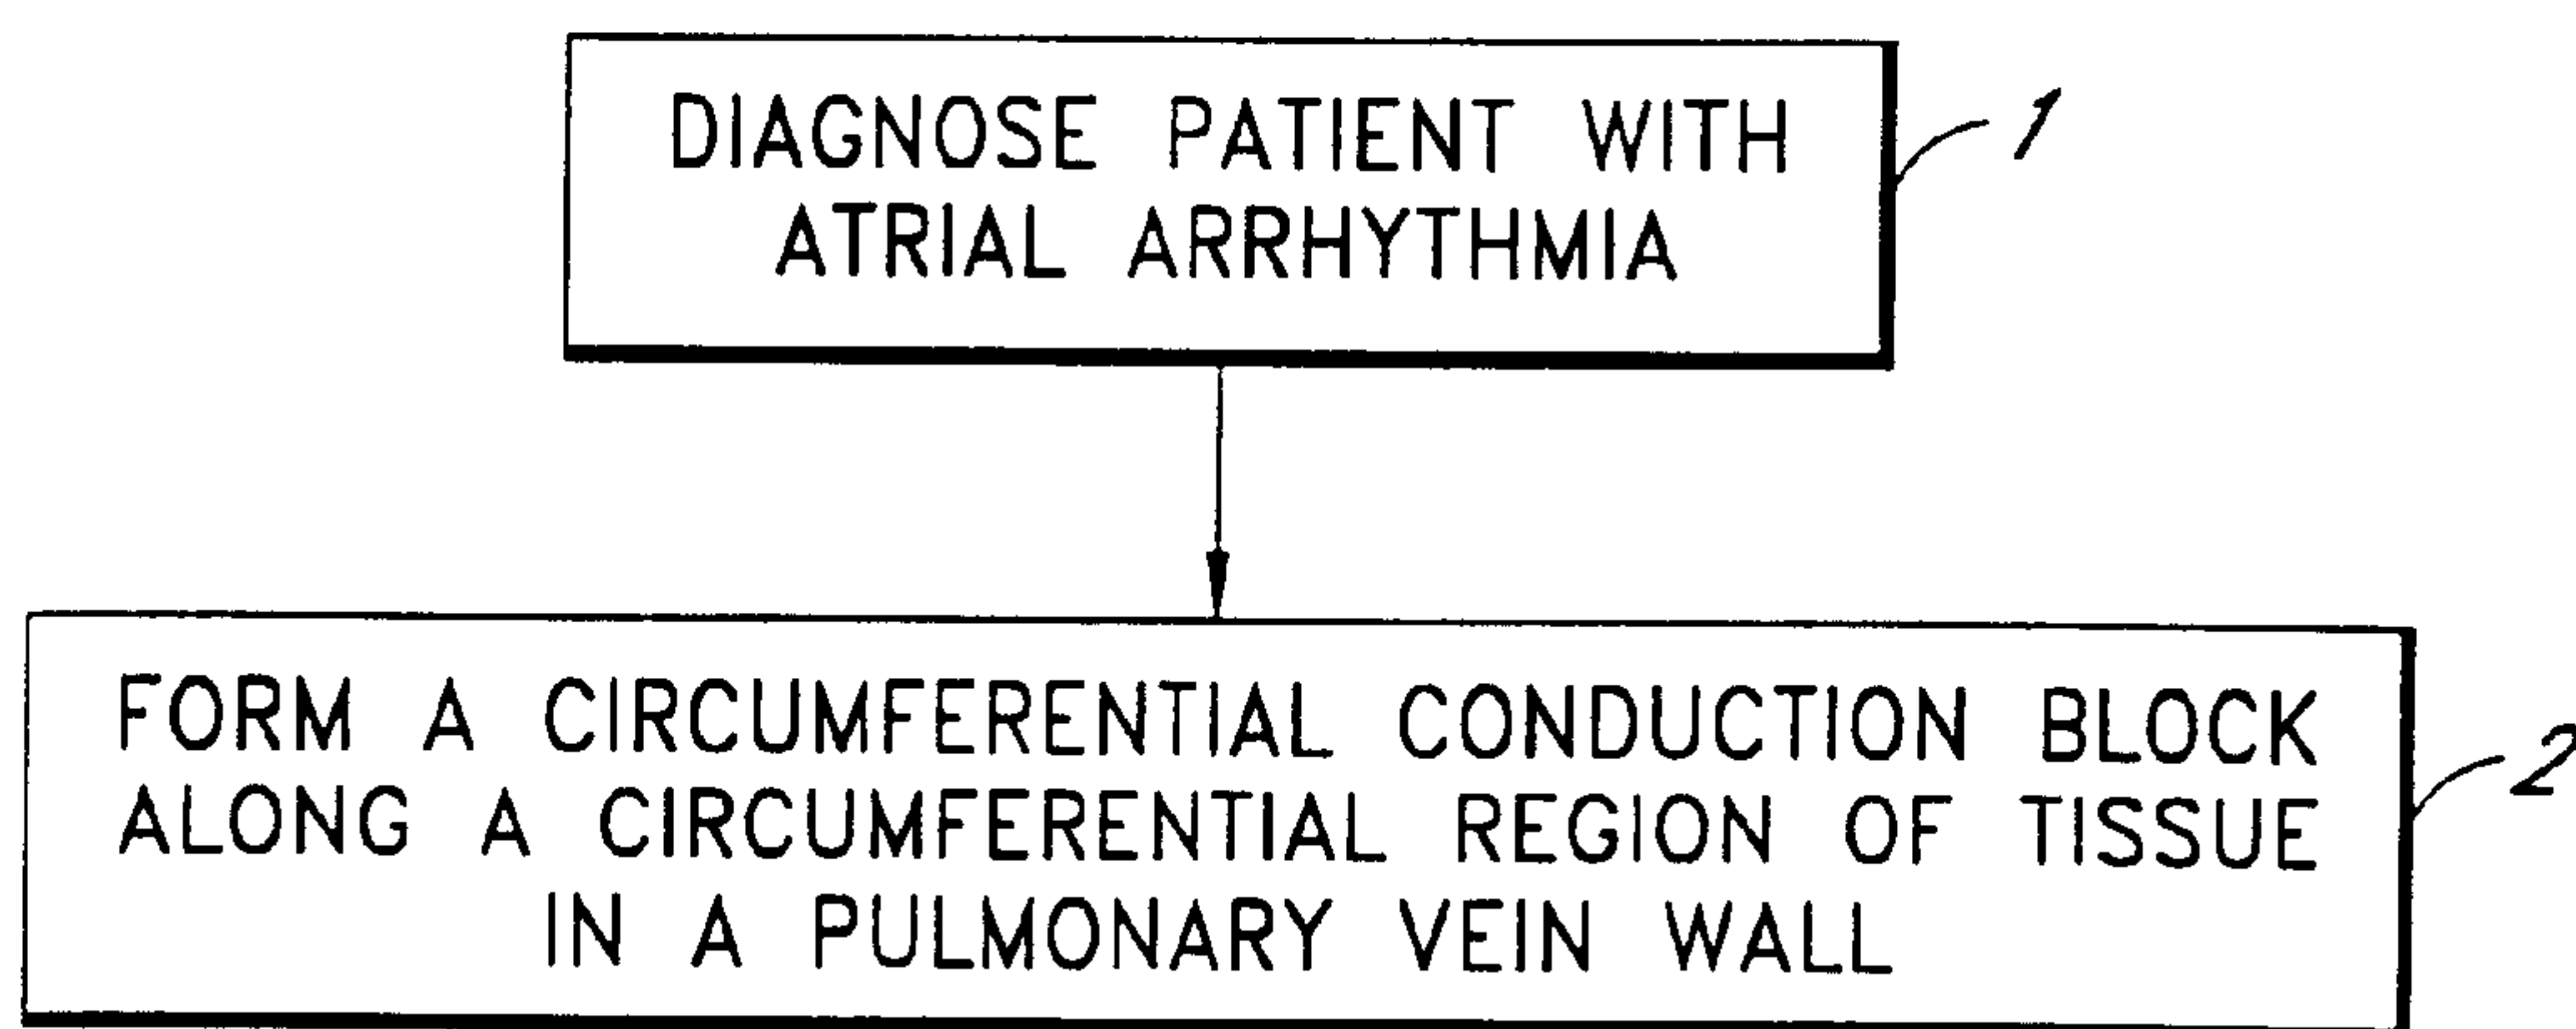 DIAGNOSE PATIENT WITH
ATRIAL ARRHYTHMIA
1
FORM A CIRCUMFERENTIAL CONDUCTION BLOCK
ALONG A CIRCUMFERENTIAL REGION OF TISSUE
IN A PULMONARY VEIN WALL
2